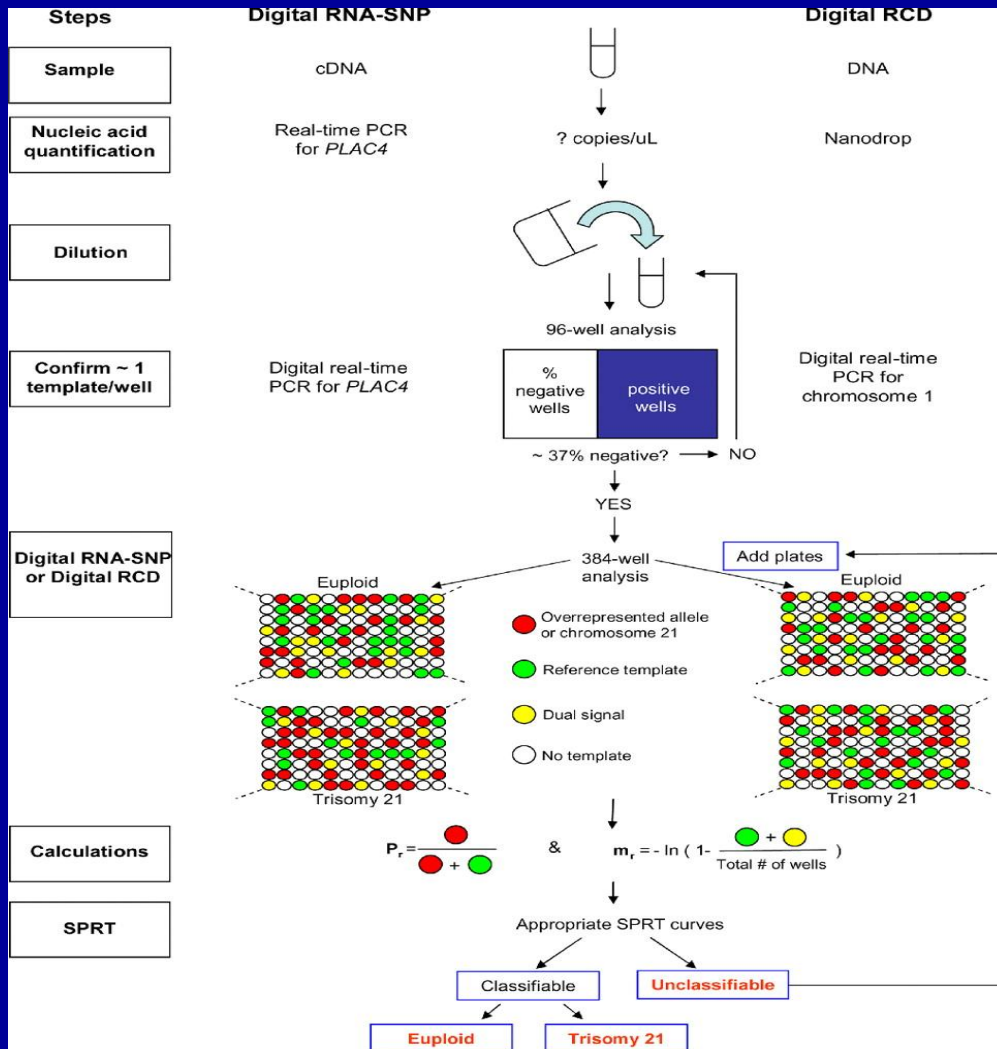 Steps
Digital RNA-SNP
Digital RCD
Sample
cDNA
DNA
Nucleic acid
quantification
Real-time PCR
for PLAC4
? copies/uL
Nanodrop
Dilution
96-well analysis
Confirm ~ 1
template/well
Digital real-time
PCR for PLAC4
%
negative
wells
positive
wells
Digital real-time
PCR for
chromosome 1
~ 37% negative?
NO
YES
Digital RNA-SNP
or Digital RCD
384-well
analysis
Add plates
Euploid
Euploid
Overrepresented allele
or chromosome 21
Reference template
Dual signal
No template
Trisomy 21
Trisomy 21
Calculations
Pr =
+
&
mr = - ln ( 1-
+
Total # of wells
)
SPRT
Appropriate SPRT curves
Classifiable
Unclassifiable
Euploid
Trisomy 21